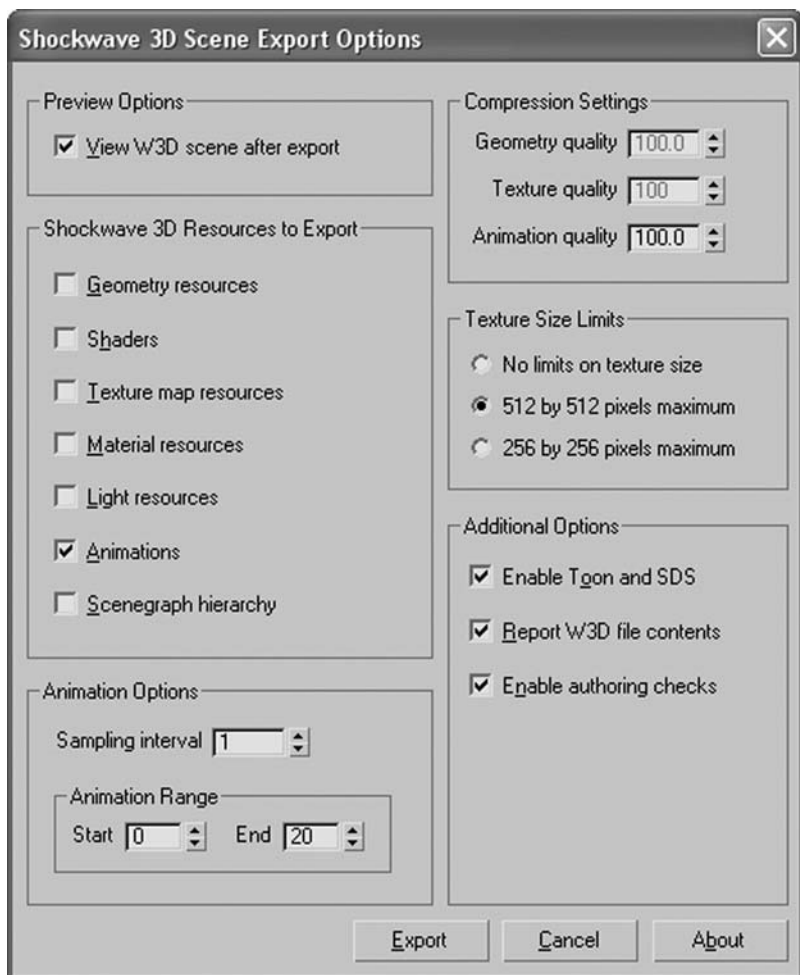 Shockwave 3D Scene Export Options
Preview Options
View W3D scene after export
Shockwave 3D Resources to Export
Geometry resources
Shaders
Texture map resources
Material resources
Light resources
Animations
Scenegraph hierarchy
Animation Options
Sampling interval 1
Animation Range
Start 0 End 20
Compression Settings
Geometry quality 100.0
Texture quality 100
Animation quality 100.0
Texture Size Limits
No limits on texture size
512 by 512 pixels maximum
256 by 256 pixels maximum
Additional Options
Enable Toon and SDS
Report W3D file contents
Enable authoring checks
Export Cancel About